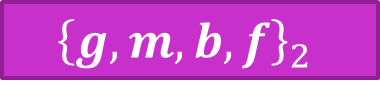 {g, m, b, f}₂